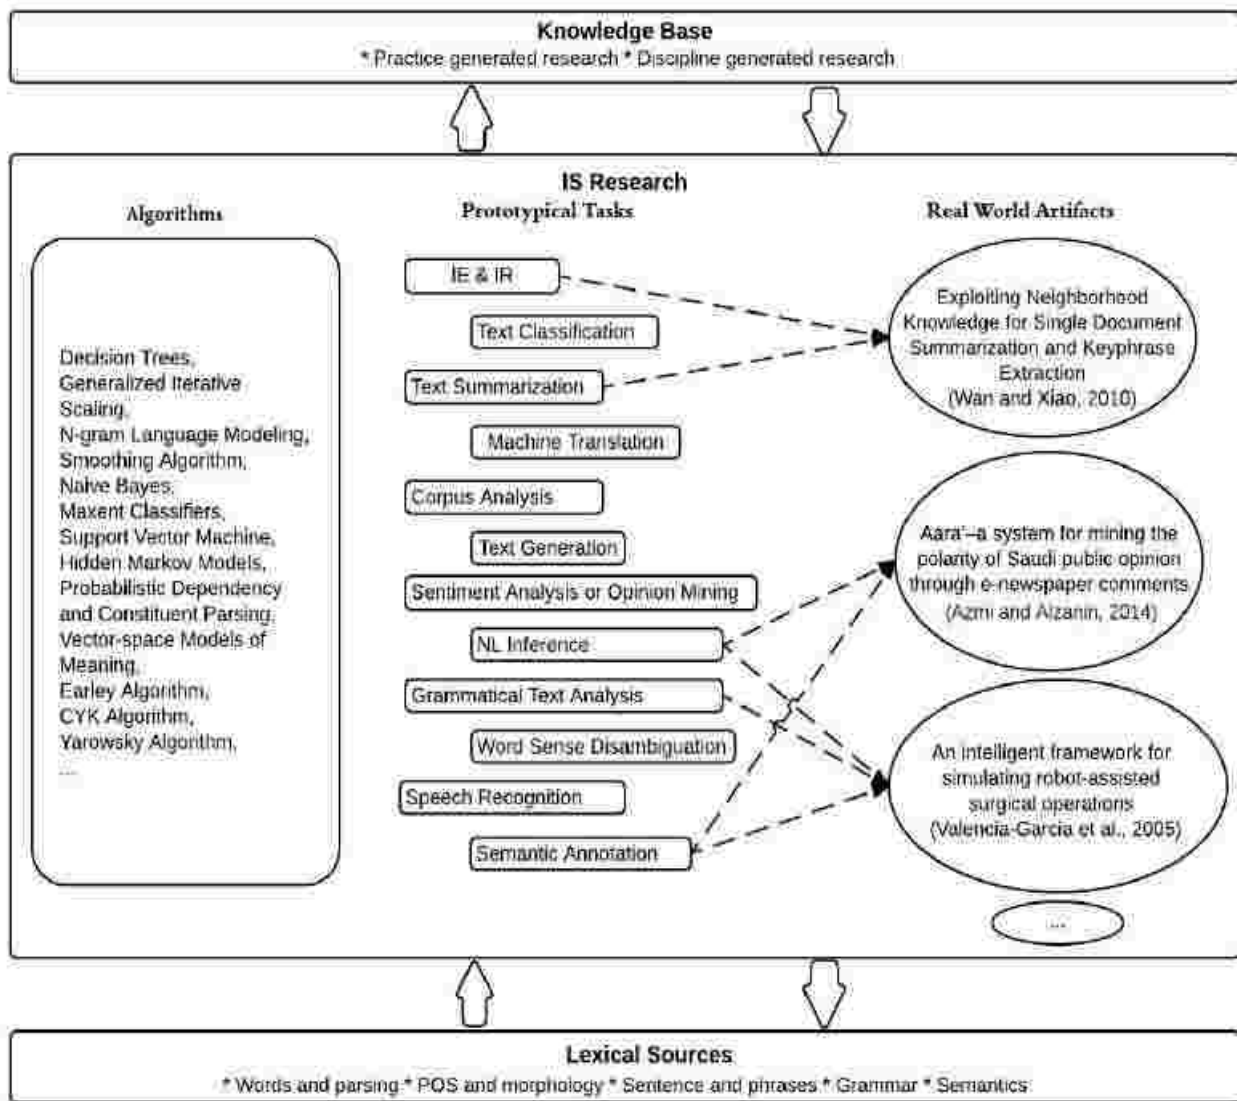 Knowledge Base
* Practice generated research * Discipline generated research
IS Research
Algorithms
Prototypical Tasks
Real World Artifacts
Decision Trees,
Generalized Iterative
Scaling,
N-gram Language Modeling,
Smoothing Algorithm,
Naive Bayes,
Maxent Classifiers,
Support Vector Machine,
Hidden Markov Models,
Probabilistic Dependency
and Constituent Parsing,
Vector-space Models of
Meaning,
Earley Algorithm,
CYK Algorithm,
Yarowsky Algorithm,
...
IE & IR
Text Classification
Text Summarization
Machine Translation
Corpus Analysis
Text Generation
Sentiment Analysis or Opinion Mining
NL Inference
Grammatical Text Analysis
Word Sense Disambiguation
Speech Recognition
Semantic Annotation
Exploiting Neighborhood
Knowledge for Single Document
Summarization and Keyphrase
Extraction
(Wan and Xiao, 2010)
Aara'–a system for mining the
polarity of Saudi public opinion
through e-newspaper comments
(Azmi and Alzanin, 2014)
An intelligent framework for
simulating robot-assisted
surgical operations
(Valencia-Garcia et al., 2005)
...
Lexical Sources
* Words and parsing * POS and morphology * Sentence and phrases * Grammar * Semantics